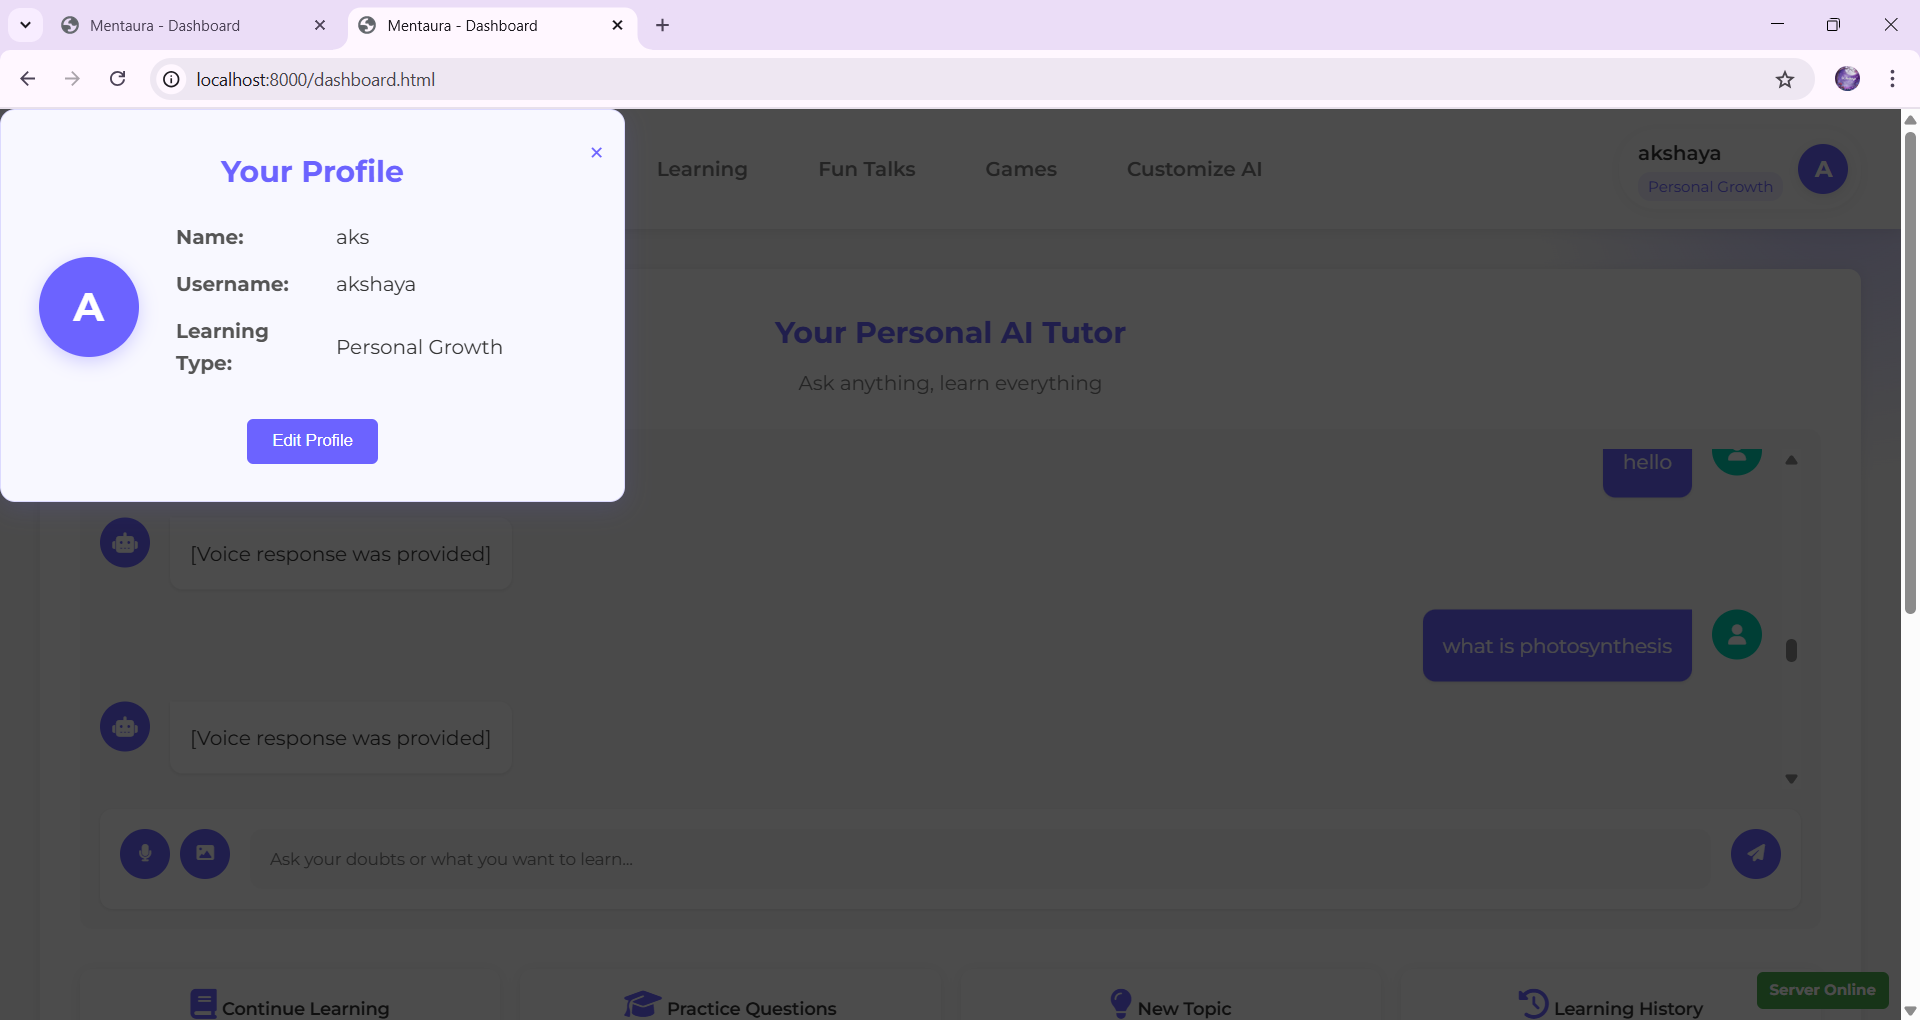 Mentaura - Dashboard
Mentaura - Dashboard
localhost:8000/dashboard.html
Your Profile
A
Name: aks
Username: akshaya
Learning Type: Personal Growth
Edit Profile
Learning Fun Talks Games Customize AI
akshaya
Personal Growth
A
Your Personal AI Tutor
Ask anything, learn everything
hello
[Voice response was provided]
what is photosynthesis
[Voice response was provided]
Ask your doubts or what you want to learn...
Continue Learning
Practice Questions
New Topic
Learning History
Server Online